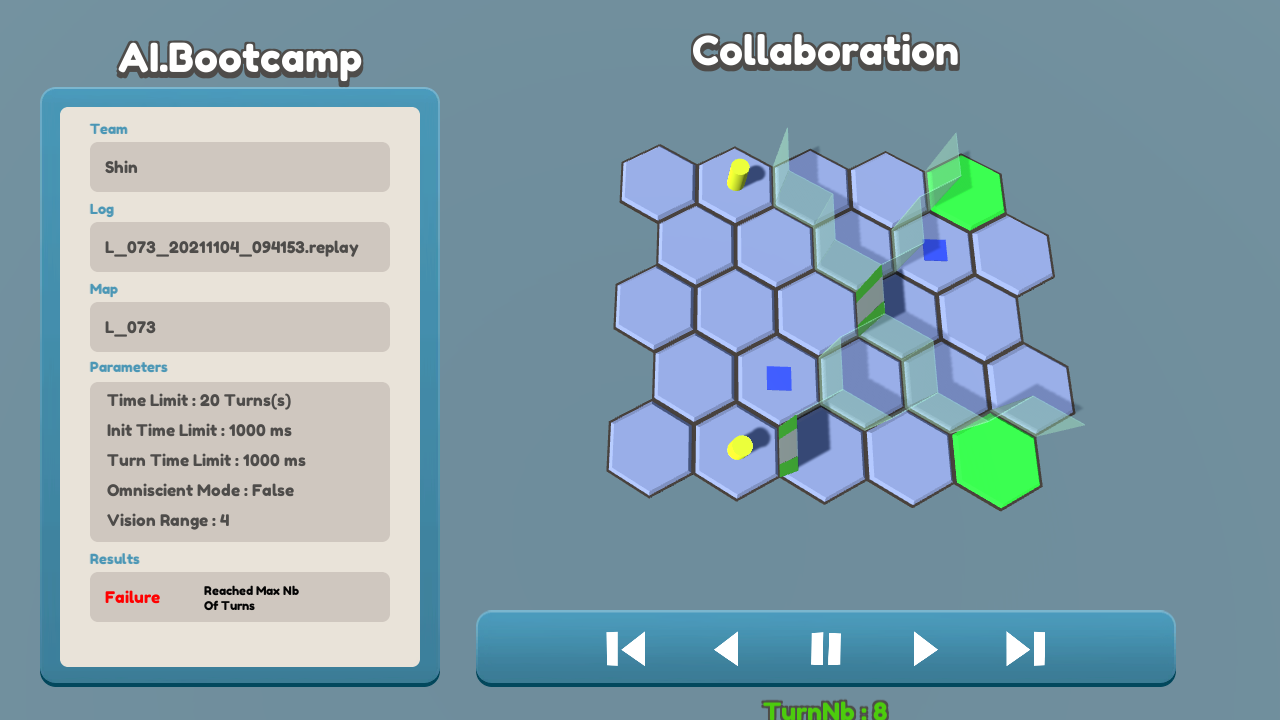 AI.Bootcamp
Collaboration
Team
Shin
Log
L_073_20211104_094153.replay
Map
L_073
Parameters
Time Limit : 20 Turns(s)
Init Time Limit : 1000 ms
Turn Time Limit : 1000 ms
Omniscient Mode : False
Vision Range : 4
Results
Failure
Reached Max Nb
Of Turns
TurnNb : 8